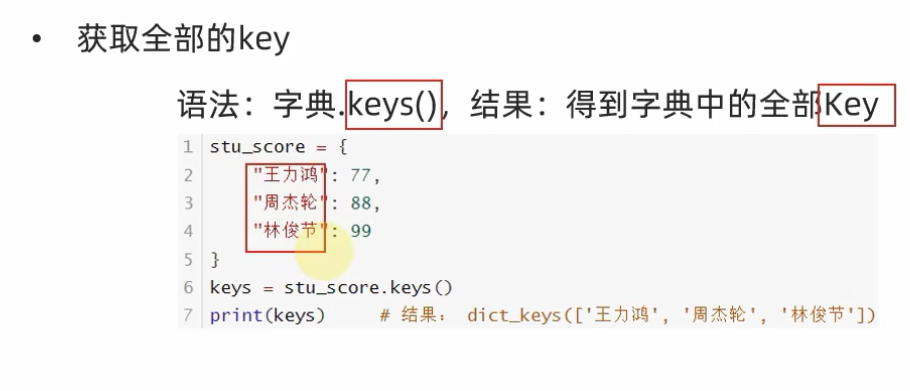 • 获取全部的key
语法：字典.keys()，结果：得到字典中的全部Key
1 stu_score = {
2     "王力鸿": 77,
3     "周杰轮": 88,
4     "林俊节": 99
5 }
6 keys = stu_score.keys()
7 print(keys)     # 结果： dict_keys(['王力鸿', '周杰轮', '林俊节'])